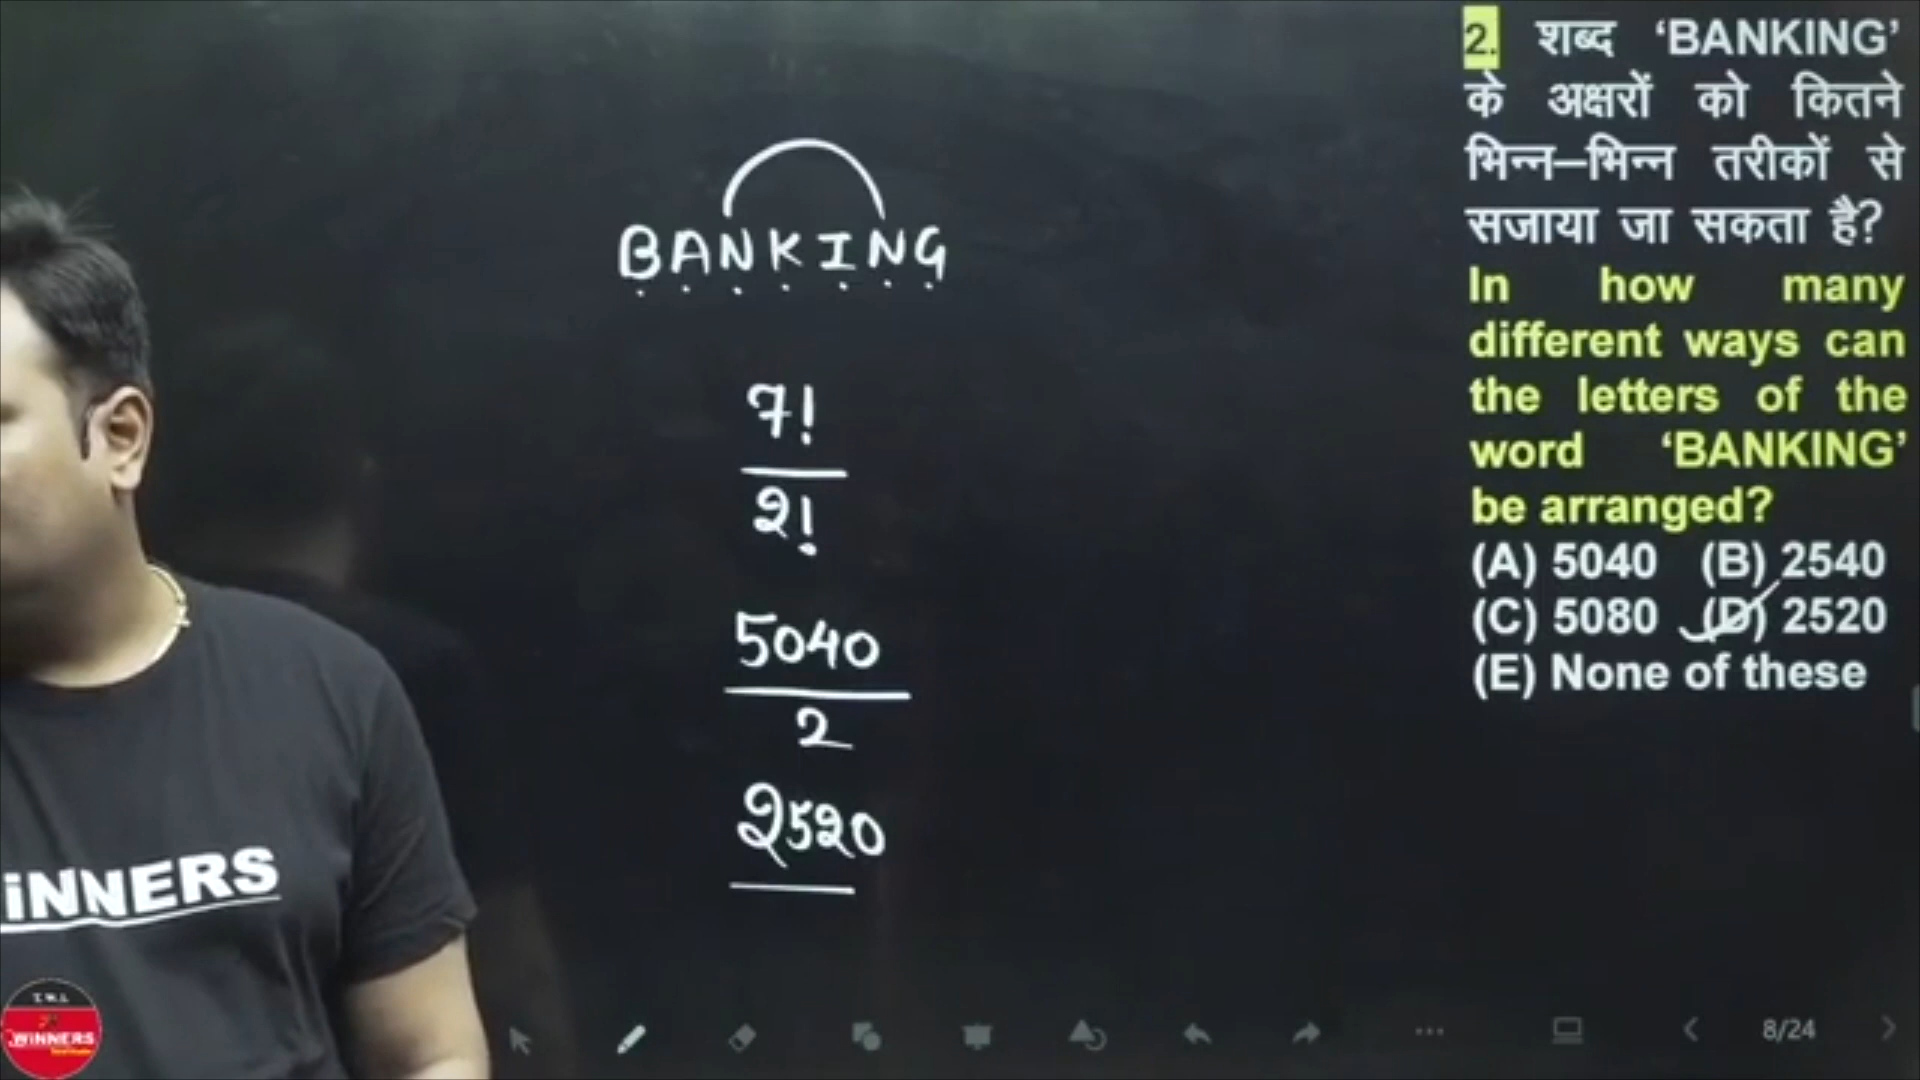 2. शब्द ‘BANKING’
के अक्षरों को कितने
भिन्न–भिन्न तरीकों से
सजाया जा सकता है?
In how many
different ways can
the letters of the
word ‘BANKING’
be arranged?
(A) 5040 (B) 2540
(C) 5080 (D) 2520
(E) None of these
BANKING
7!
2!
5040
2
2520
iNNERS
WINNERS
8/24